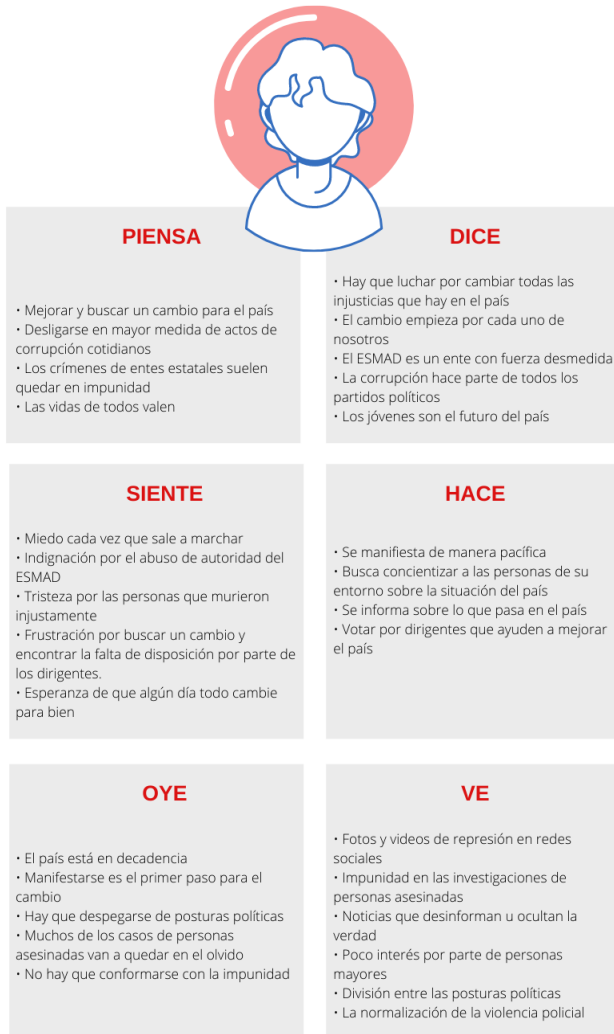 PIENSA
• Mejorar y buscar un cambio para el país
• Desligarse en mayor medida de actos de
corrupción cotidianos
• Los crímenes de entes estatales suelen
quedar en impunidad
• Las vidas de todos valen
DICE
• Hay que luchar por cambiar todas las
injusticias que hay en el país
• El cambio empieza por cada uno de
nosotros
• El ESMAD es un ente con fuerza desmedida
• La corrupción hace parte de todos los
partidos políticos
• Los jóvenes son el futuro del país
SIENTE
• Miedo cada vez que sale a marchar
• Indignación por el abuso de autoridad del
ESMAD
• Tristeza por las personas que murieron
injustamente
• Frustración por buscar un cambio y
encontrar la falta de disposición por parte de
los dirigentes.
• Esperanza de que algún día todo cambie
para bien
HACE
• Se manifiesta de manera pacífica
• Busca concientizar a las personas de su
entorno sobre la situación del país
• Se informa sobre lo que pasa en el país
• Votar por dirigentes que ayuden a mejorar
el país
OYE
• El país está en decadencia
• Manifestarse es el primer paso para el
cambio
• Hay que despegarse de posturas políticas
• Muchos de los casos de personas
asesinadas van a quedar en el olvido
• No hay que conformarse con la impunidad
VE
• Fotos y videos de represión en redes
sociales
• Impunidad en las investigaciones de
personas asesinadas
• Noticias que desinforman u ocultan la
verdad
• Poco interés por parte de personas
mayores
• División entre las posturas políticas
• La normalización de la violencia policial